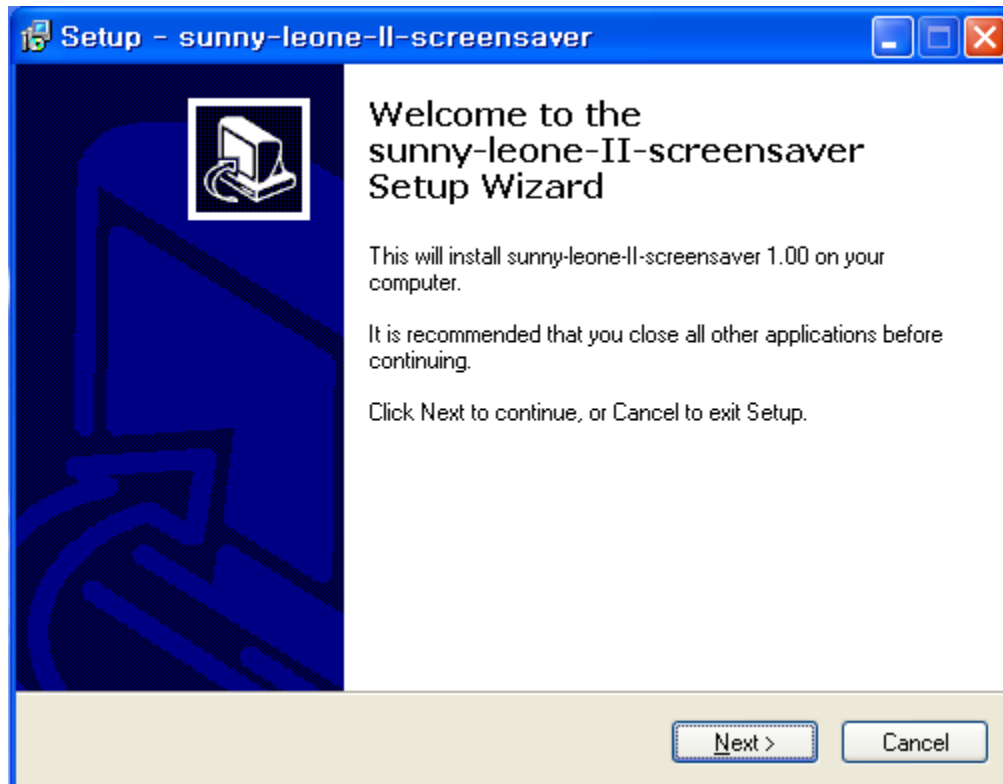 Setup - sunny-leone-II-screensaver
Welcome to the
sunny-leone-II-screensaver
Setup Wizard
This will install sunny-leone-II-screensaver 1.00 on your
computer.
It is recommended that you close all other applications before
continuing.
Click Next to continue, or Cancel to exit Setup.
Next >
Cancel